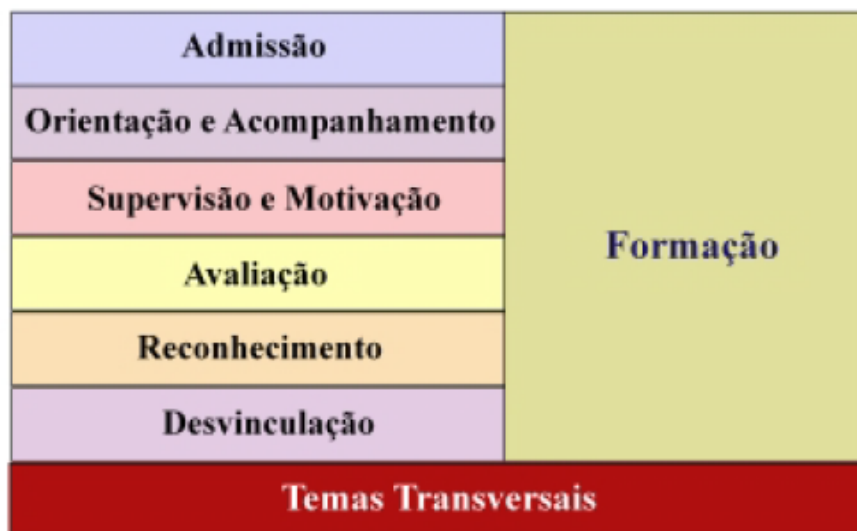 Admissão
Orientação e Acompanhamento
Supervisão e Motivação
Avaliação
Reconhecimento
Desvinculação
Formação
Temas Transversais